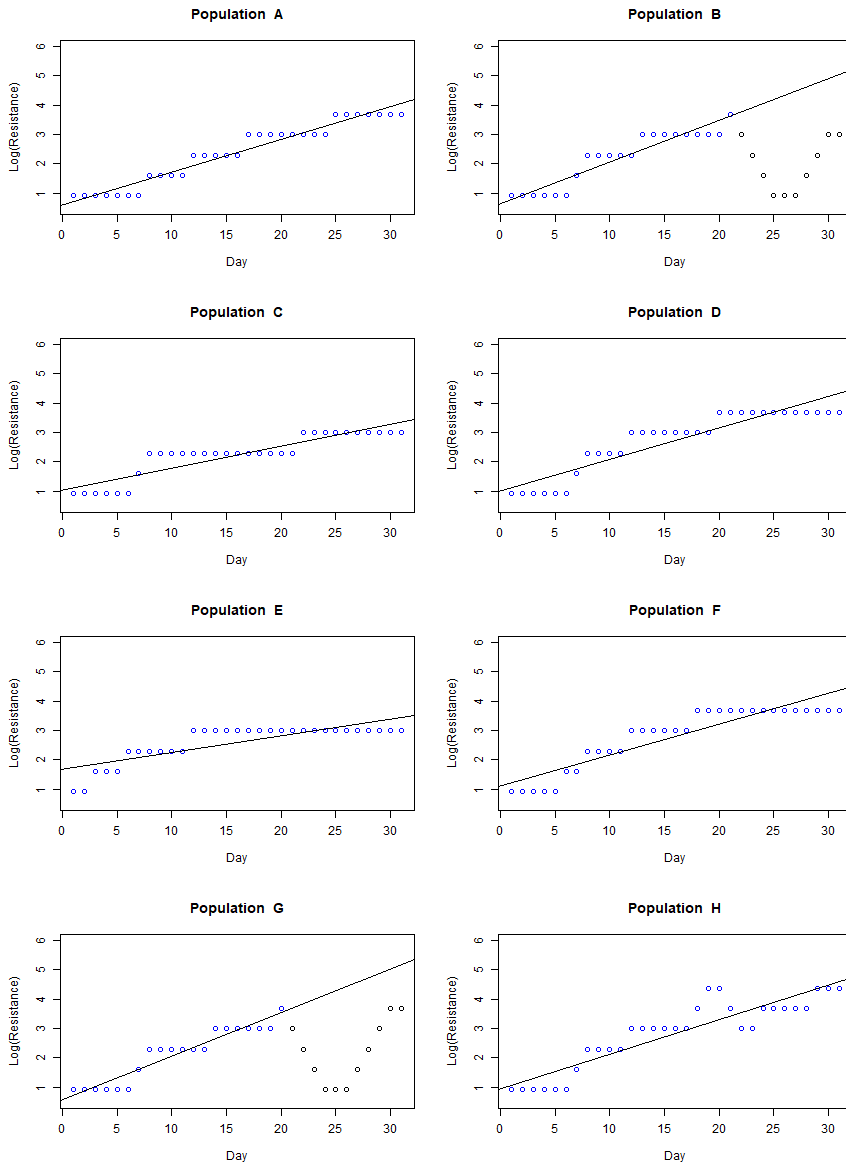 Population A
Population B
Log(Resistance)
6
5
4
3
2
1
0 5 10 15 20 25 30
Day
Log(Resistance)
6
5
4
3
2
1
0 5 10 15 20 25 30
Day
Population C
Population D
Log(Resistance)
6
5
4
3
2
1
0 5 10 15 20 25 30
Day
Log(Resistance)
6
5
4
3
2
1
0 5 10 15 20 25 30
Day
Population E
Population F
Log(Resistance)
6
5
4
3
2
1
0 5 10 15 20 25 30
Day
Log(Resistance)
6
5
4
3
2
1
0 5 10 15 20 25 30
Day
Population G
Population H
Log(Resistance)
6
5
4
3
2
1
0 5 10 15 20 25 30
Day
Log(Resistance)
6
5
4
3
2
1
0 5 10 15 20 25 30
Day